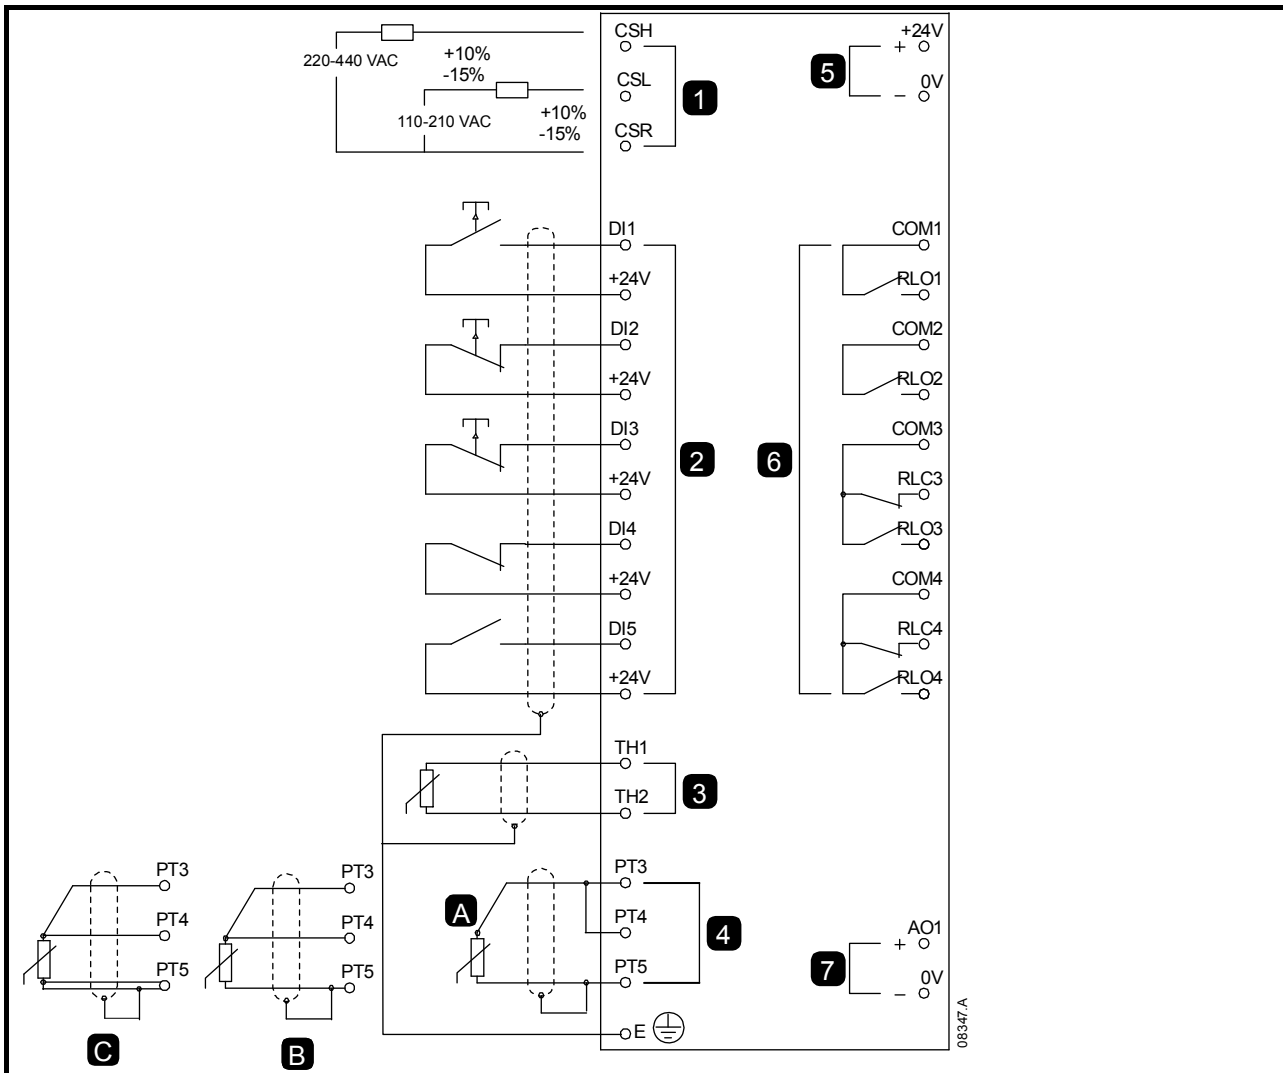 CSH
+24V
220-440 VAC
+10%
-15%
5
0V
CSL
1
110-210 VAC
+10%
-15%
CSR
DI1
COM1
+24V
RLO1
DI2
COM2
+24V
RLO2
DI3
COM3
2
6
+24V
RLC3
DI4
RLO3
+24V
COM4
DI5
RLC4
+24V
RLO4
TH1
3
TH2
PT3
PT3
PT3
A
PT4
PT4
PT4
4
AO1
PT5
PT5
PT5
7
0V
E
08347.A
C
B